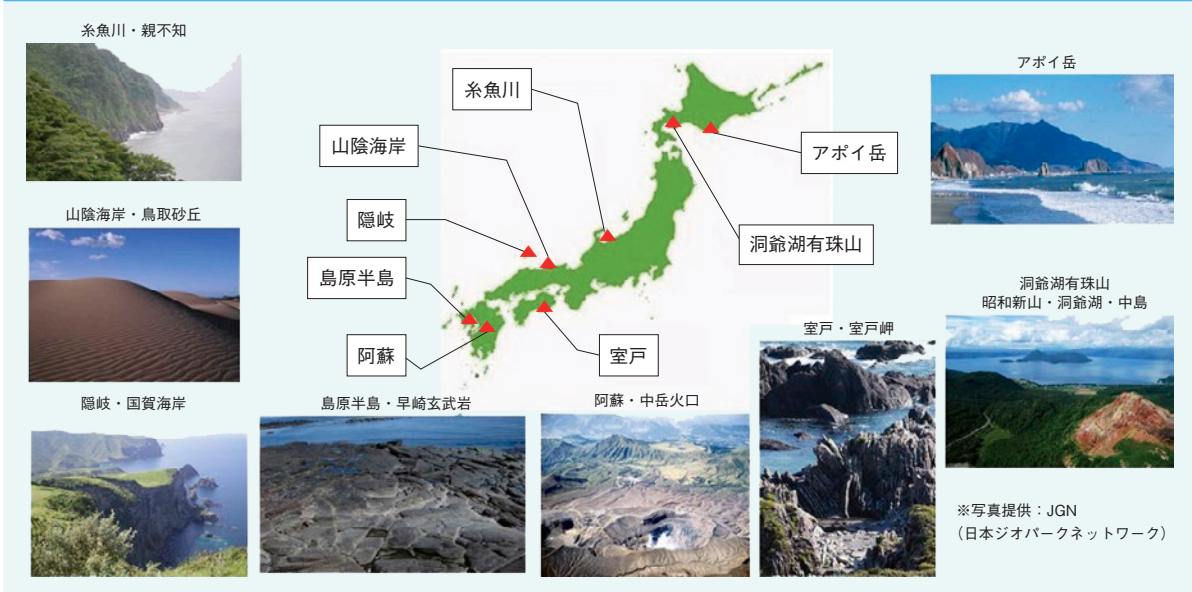 糸魚川・親不知
山陰海岸・鳥取砂丘
糸魚川
山陰海岸
隠岐
島原半島
阿蘇
室戸
洞爺湖有珠山
アポイ岳
アポイ岳
洞爺湖有珠山
昭和新山・洞爺湖・中島
室戸・室戸岬
隠岐・国賀海岸
島原半島・早崎玄武岩
阿蘇・中岳火口
※写真提供：JGN
（日本ジオパークネットワーク）